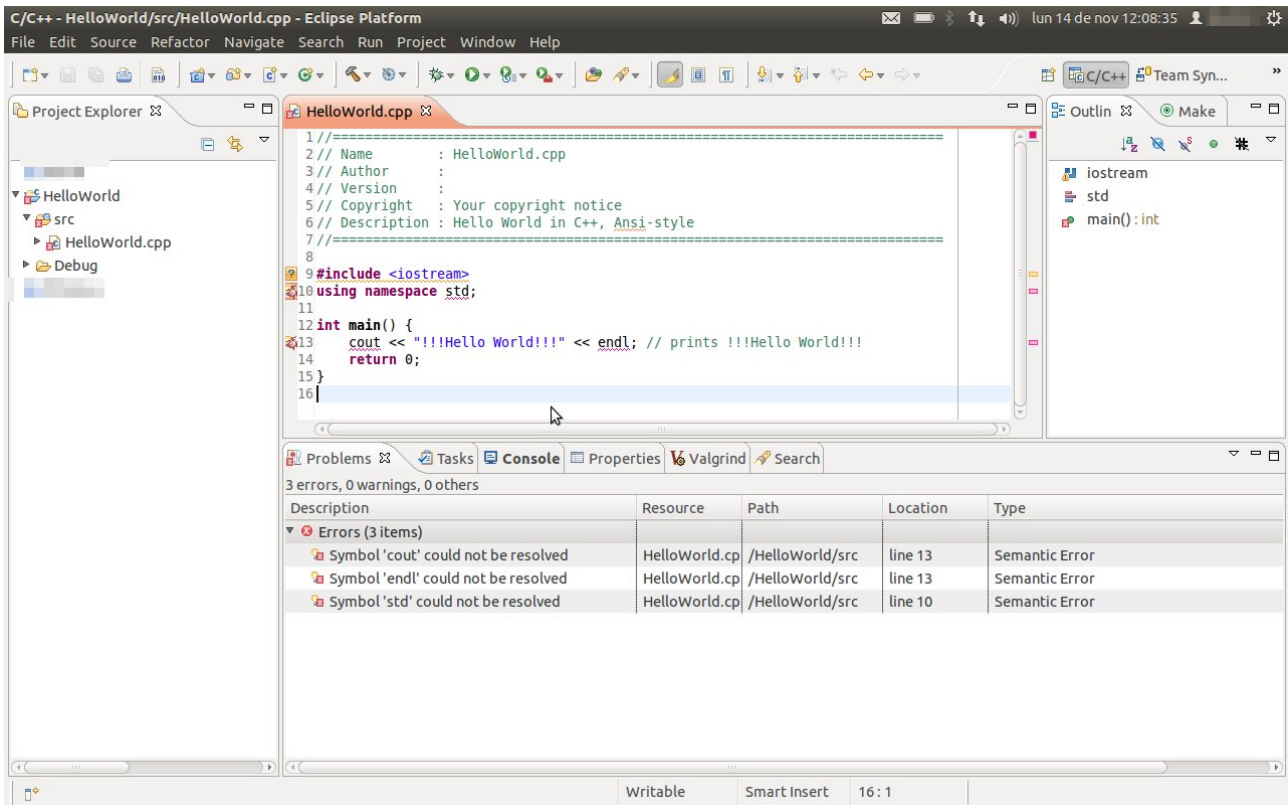 C/C++ - HelloWorld/src/HelloWorld.cpp - Eclipse Platform
lun 14 de nov 12:08:35
File Edit Source Refactor Navigate Search Run Project Window Help
C/C++ Team Syn... »
Project Explorer
HelloWorld.cpp
Outlin Make
HelloWorld
src
HelloWorld.cpp
Debug
1 //=============================================================================
2 // Name        : HelloWorld.cpp
3 // Author      :
4 // Version     :
5 // Copyright   : Your copyright notice
6 // Description : Hello World in C++, Ansi-style
7 //=============================================================================
8
9 #include <iostream>
10 using namespace std;
11
12 int main() {
13     cout << "!!!Hello World!!!" << endl; // prints !!!Hello World!!!
14     return 0;
15 }
16
iostream
std
main() : int
Problems Tasks Console Properties Valgrind Search
3 errors, 0 warnings, 0 others
Description Resource Path Location Type
Errors (3 items)
Symbol 'cout' could not be resolved HelloWorld.cp /HelloWorld/src line 13 Semantic Error
Symbol 'endl' could not be resolved HelloWorld.cp /HelloWorld/src line 13 Semantic Error
Symbol 'std' could not be resolved HelloWorld.cp /HelloWorld/src line 10 Semantic Error
Writable Smart Insert 16 : 1